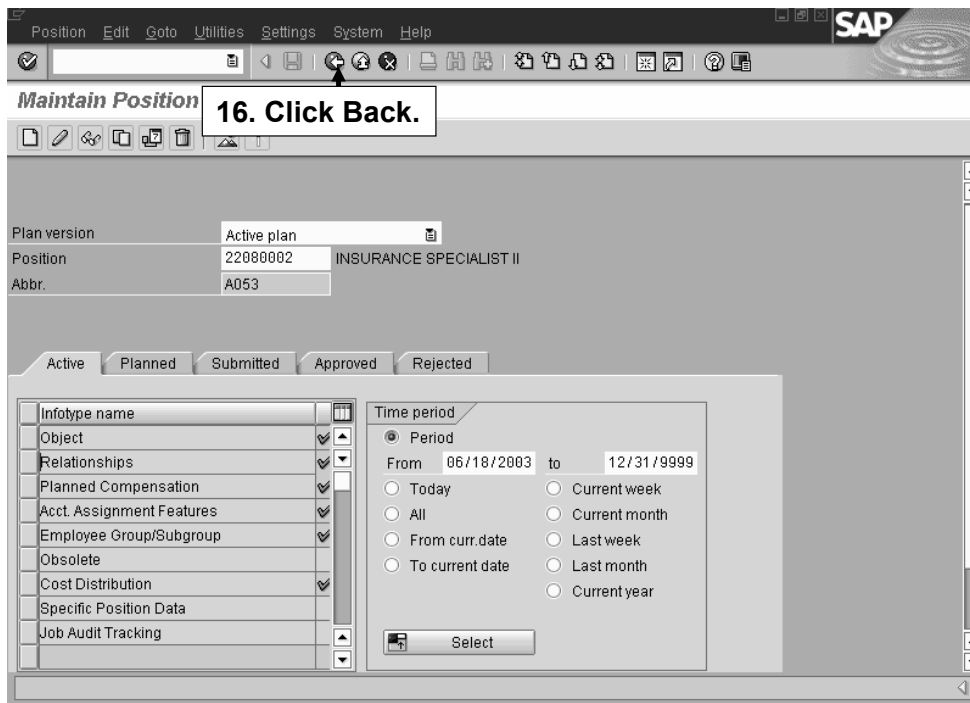 Position Edit Goto Utilities Settings System Help
SAP
Maintain Position
16. Click Back.
Plan version Active plan
Position 22080002 INSURANCE SPECIALIST II
Abbr. A053
Active Planned Submitted Approved Rejected
Infotype name
Object
Relationships
Planned Compensation
Acct. Assignment Features
Employee Group/Subgroup
Obsolete
Cost Distribution
Specific Position Data
Job Audit Tracking
Time period
Period
From 06/18/2003 to 12/31/9999
Today Current week
All Current month
From curr.date Last week
To current date Last month
Current year
Select